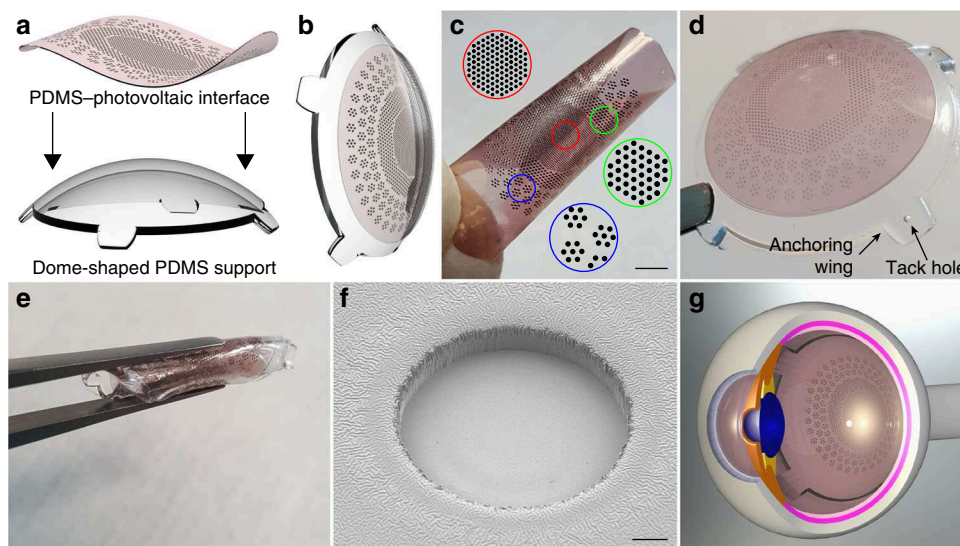 a
PDMS–photovoltaic interface
Dome-shaped PDMS support
b
c
d
Anchoring
wing
Tack hole
e
f
g